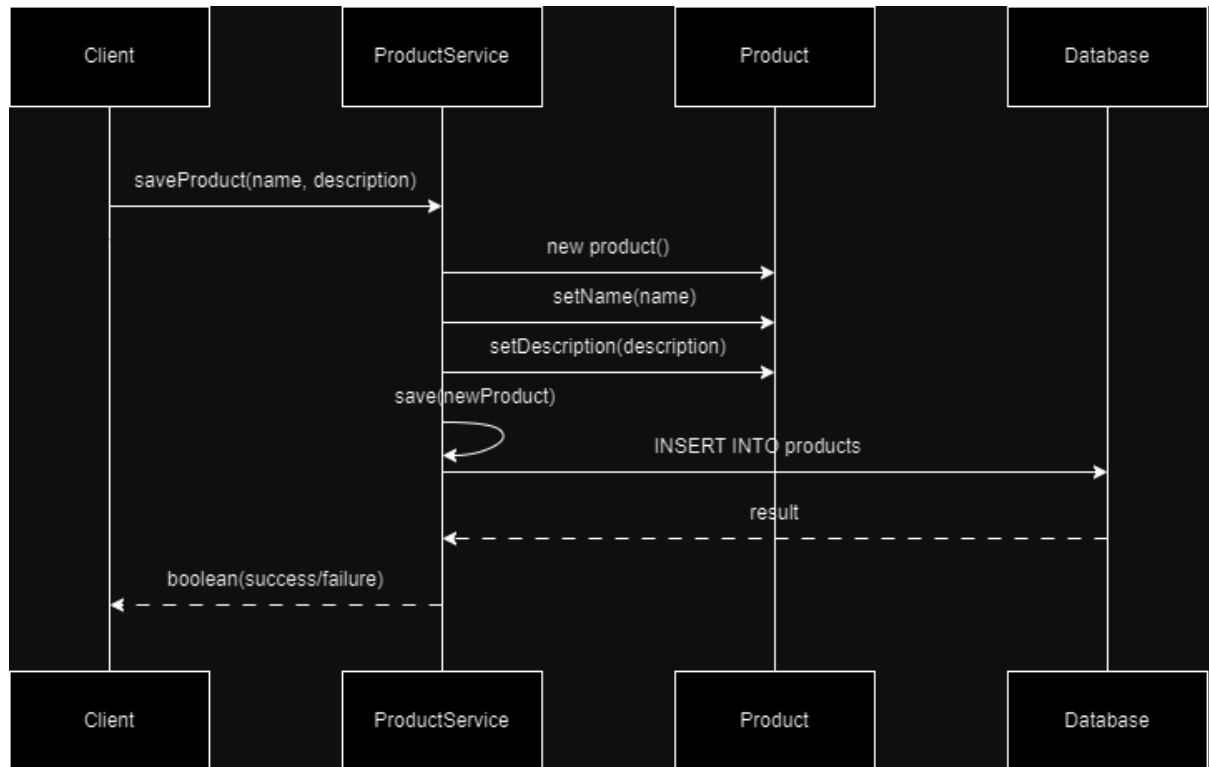 Client
ProductService
Product
Database
saveProduct(name, description)
new product()
setName(name)
setDescription(description)
save(newProduct)
INSERT INTO products
result
boolean(success/failure)
Client
ProductService
Product
Database